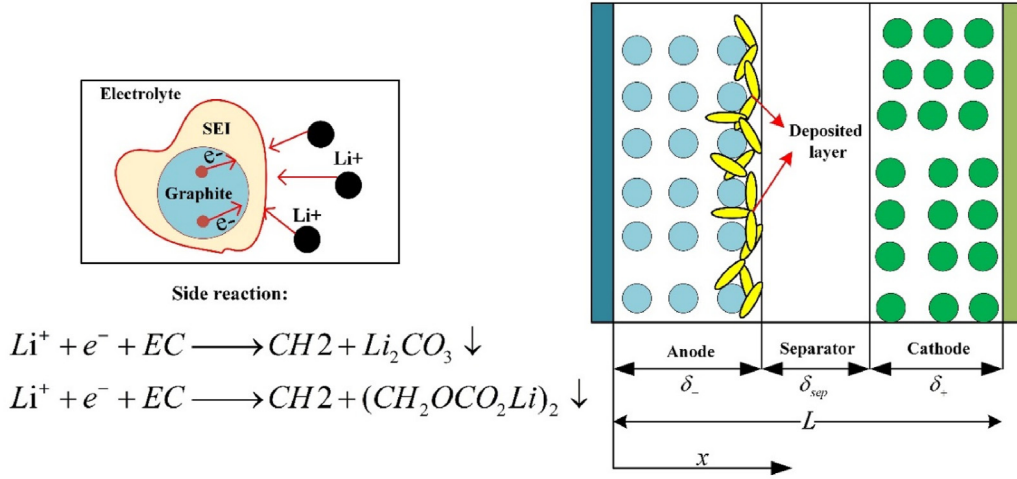 Electrolyte
SEI
e-
Graphite
e-
Li+
Li+
Side reaction:
Li⁺ + e⁻ + EC ⟶ CH2 + Li₂CO₃ ↓
Li⁺ + e⁻ + EC ⟶ CH2 + (CH₂OCO₂Li)₂ ↓
Deposited
layer
Anode Separator Cathode
δ₋ δₛₑₚ δ₊
L
x